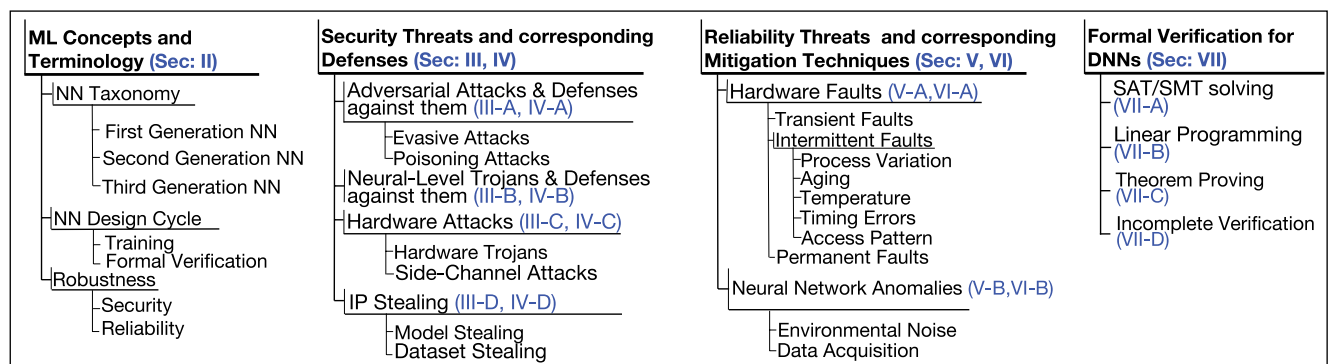 ML Concepts and
Terminology (Sec: II)
NN Taxonomy
First Generation NN
Second Generation NN
Third Generation NN
NN Design Cycle
Training
Formal Verification
Robustness
Security
Reliability
Security Threats and corresponding
Defenses (Sec: III, IV)
Adversarial Attacks & Defenses
against them (III-A, IV-A)
Evasive Attacks
Poisoning Attacks
Neural-Level Trojans & Defenses
against them (III-B, IV-B)
Hardware Attacks (III-C, IV-C)
Hardware Trojans
Side-Channel Attacks
IP Stealing (III-D, IV-D)
Model Stealing
Dataset Stealing
Reliability Threats and corresponding
Mitigation Techniques (Sec: V, VI)
Hardware Faults (V-A,VI-A)
Transient Faults
Intermittent Faults
Process Variation
Aging
Temperature
Timing Errors
Access Pattern
Permanent Faults
Neural Network Anomalies (V-B,VI-B)
Environmental Noise
Data Acquisition
Formal Verification for
DNNs (Sec: VII)
SAT/SMT solving
(VII-A)
Linear Programming
(VII-B)
Theorem Proving
(VII-C)
Incomplete Verification
(VII-D)